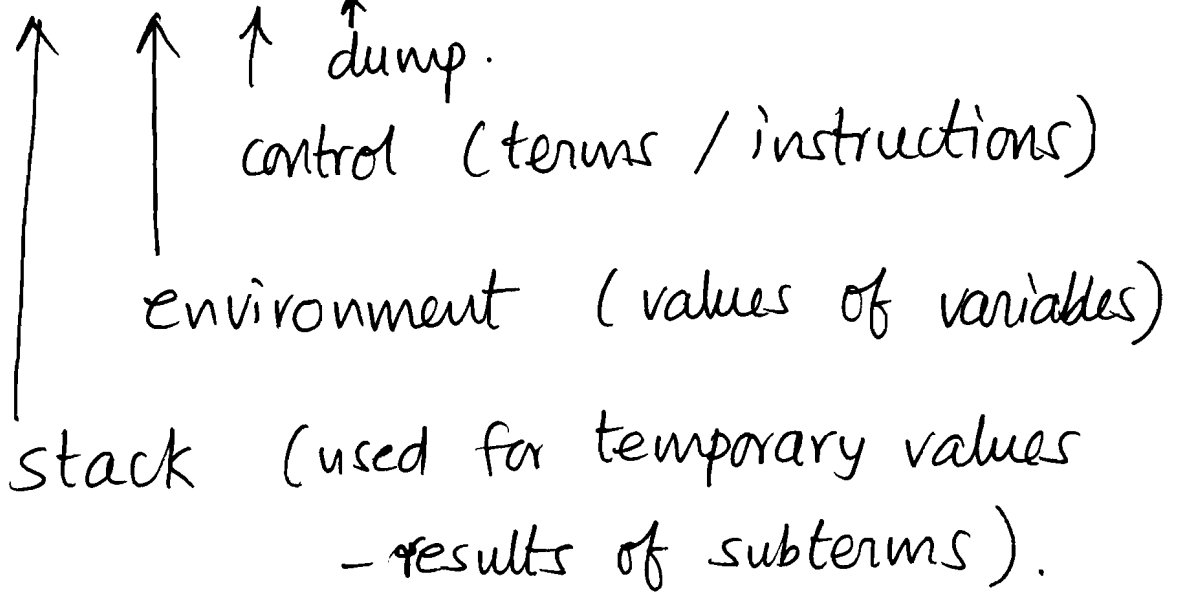 dump.
control (terms / instructions)
environment (values of variables)
stack (used for temporary values
- results of subterms).